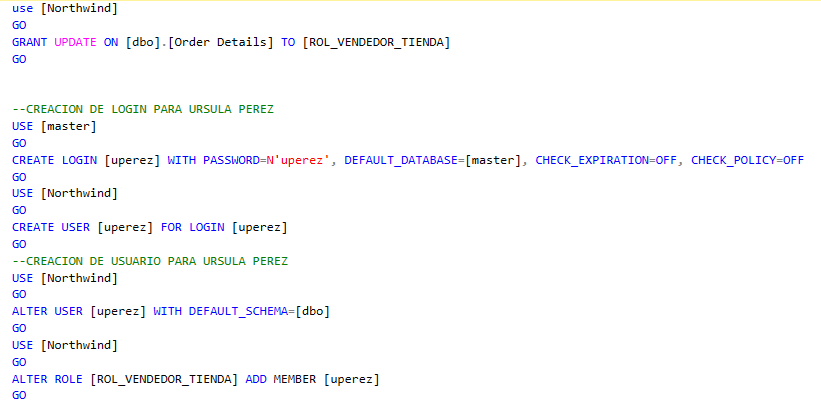 use [Northwind]
GO
GRANT UPDATE ON [dbo].[Order Details] TO [ROL_VENDEDOR_TIENDA]
GO
--CREACION DE LOGIN PARA URSULA PEREZ
USE [master]
GO
CREATE LOGIN [uperez] WITH PASSWORD=N'uperez', DEFAULT_DATABASE=[master], CHECK_EXPIRATION=OFF, CHECK_POLICY=OFF
GO
USE [Northwind]
GO
CREATE USER [uperez] FOR LOGIN [uperez]
GO
--CREACION DE USUARIO PARA URSULA PEREZ
USE [Northwind]
GO
ALTER USER [uperez] WITH DEFAULT_SCHEMA=[dbo]
GO
USE [Northwind]
GO
ALTER ROLE [ROL_VENDEDOR_TIENDA] ADD MEMBER [uperez]
GO